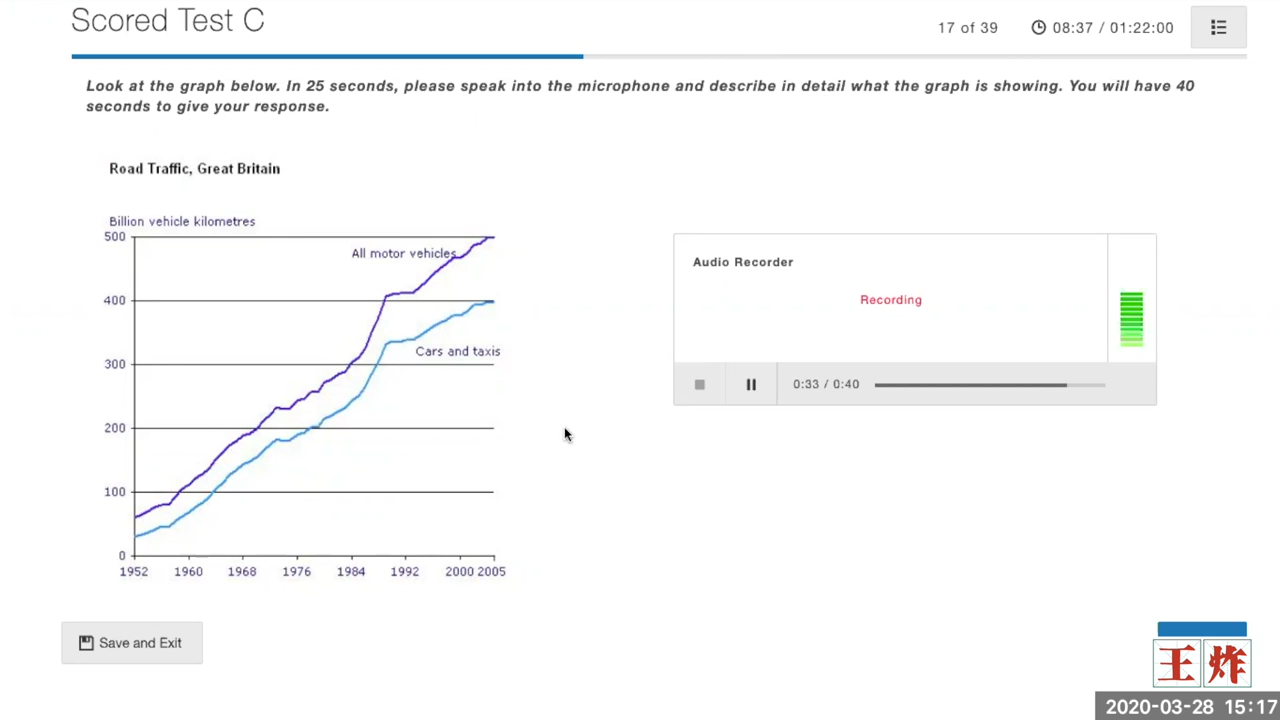 Scored Test C
17 of 39
08:37 / 01:22:00
Look at the graph below. In 25 seconds, please speak into the microphone and describe in detail what the graph is showing. You will have 40
seconds to give your response.
Road Traffic, Great Britain
Billion vehicle kilometres
500
All motor vehicles
400
Cars and taxis
300
200
100
0
1952 1960 1968 1976 1984 1992 2000 2005
Audio Recorder
Recording
0:33 / 0:40
Save and Exit
王炸
2020-03-28 15:17